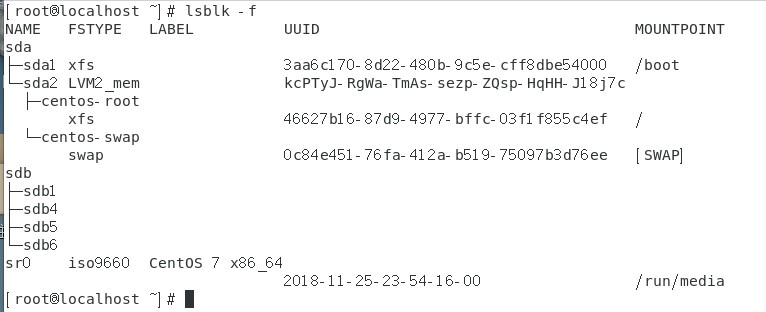 [root@localhost ~]# lsblk -f
NAME   FSTYPE   LABEL   UUID   MOUNTPOINT
sda
├─sda1 xfs   3aa6c170-8d22-480b-9c5e-cff8dbe54000   /boot
└─sda2 LVM2_mem   kcPTyJ-RgWa-TmAs-sezp-ZQsp-HqHH-J18j7c
  ├─centos-root
       xfs   46627b16-87d9-4977-bffc-03f1f855c4ef   /
  └─centos-swap
       swap   0c84e451-76fa-412a-b519-75097b3d76ee   [SWAP]
sdb
├─sdb1
├─sdb4
├─sdb5
└─sdb6
sr0    iso9660  CentOS 7 x86_64
       2018-11-25-23-54-16-00   /run/media
[root@localhost ~]#